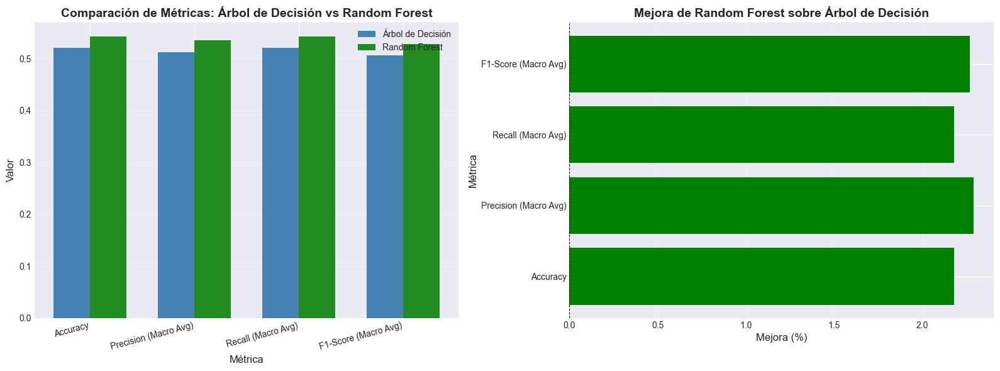 Comparación de Métricas: Árbol de Decisión vs Random Forest
Árbol de Decisión
Random Forest
0.5
0.4
0.3
0.2
0.1
0.0
Valor
Accuracy
Precision (Macro Avg)
Recall (Macro Avg)
F1-Score (Macro Avg)
Métrica
Mejora de Random Forest sobre Árbol de Decisión
F1-Score (Macro Avg)
Recall (Macro Avg)
Precision (Macro Avg)
Accuracy
Métrica
0.0
0.5
1.0
1.5
2.0
Mejora (%)